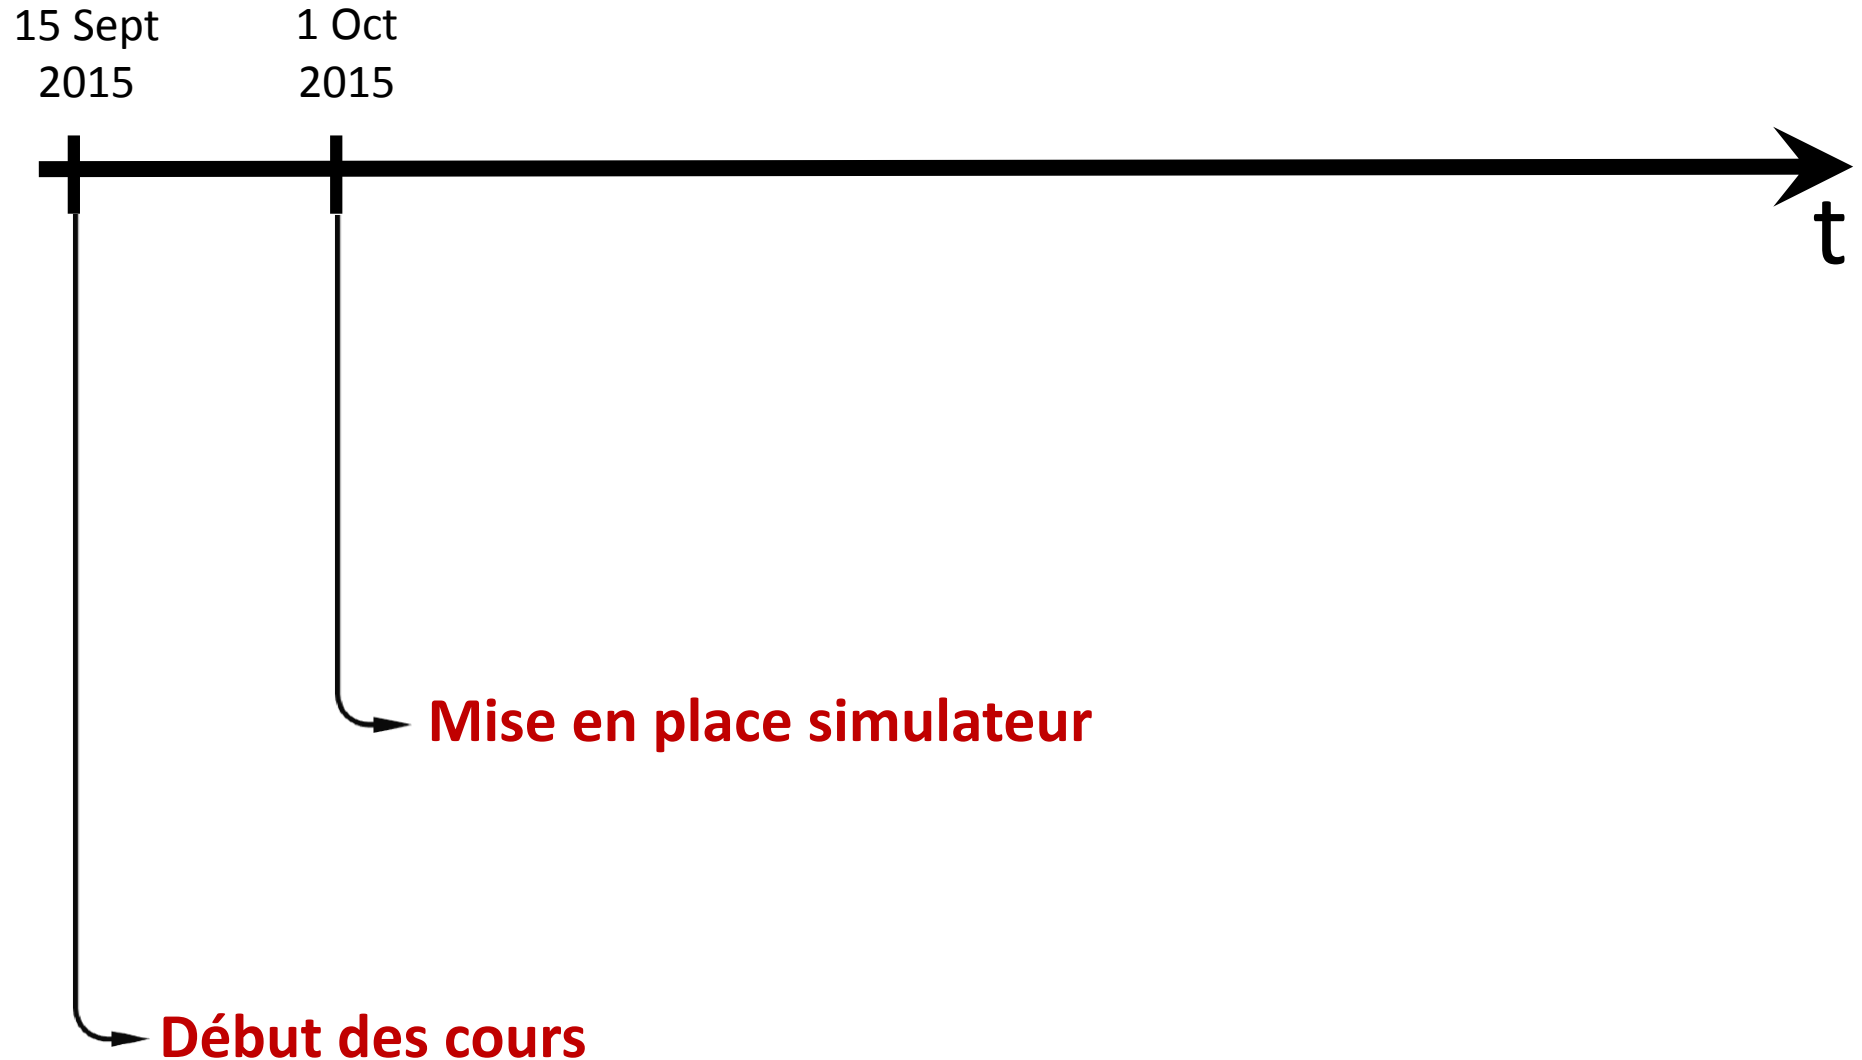 15 Sept
2015
1 Oct
2015
t
Mise en place simulateur
Début des cours